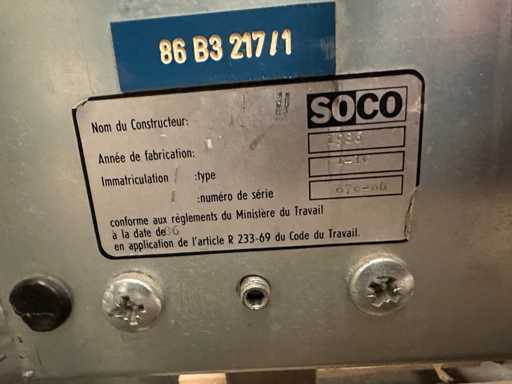 86 B3 217/1
Nom du Constructeur: SOCO
Année de fabrication:
Immatriculation :type
:numéro de série
conforme aux règlements du Ministère du Travail
à la date de 86
en application de l'article R 233-69 du Code du Travail.